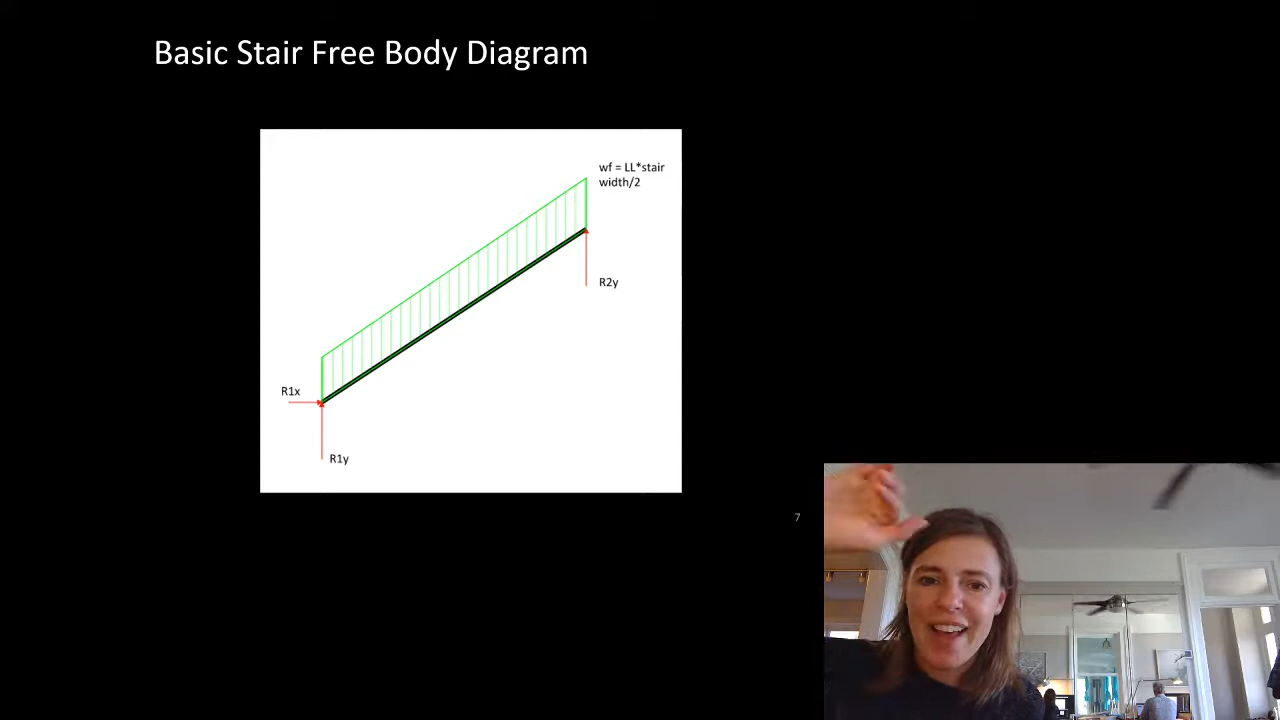 Basic Stair Free Body Diagram
wf = LL*stair
width/2
R2y
R1x
R1y
7